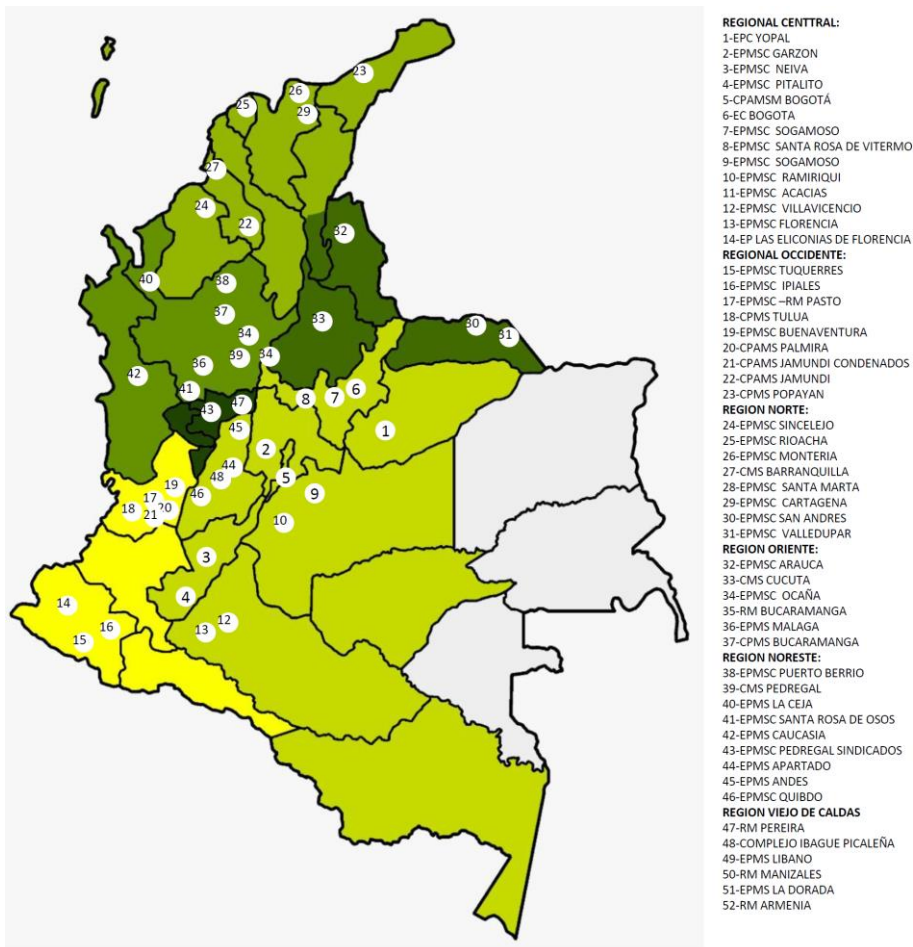 23
26
25
29
27
24
22
32
40
38
37
33
30
31
34
39
34
36
42
41
43
47
8
7
6
45
1
2
44
48
5
46
19
17
9
18
20
21
10
3
4
14
12
16
13
15
REGIONAL CENTTRAL:
1-EPC YOPAL
2-EPMSC GARZON
3-EPMSC NEIVA
4-EPMSC PITALITO
5-CPAMSM BOGOTÁ
6-EC BOGOTA
7-EPMSC SOGAMOSO
8-EPMSC SANTA ROSA DE VITERMO
9-EPMSC SOGAMOSO
10-EPMSC RAMIRIQUI
11-EPMSC ACACIAS
12-EPMSC VILLAVICENCIO
13-EPMSC FLORENCIA
14-EP LAS ELICONIAS DE FLORENCIA
REGIONAL OCCIDENTE:
15-EPMSC TUQUERRES
16-EPMSC IPIALES
17-EPMSC –RM PASTO
18-CPMS TULUA
19-EPMSC BUENAVENTURA
20-CPAMS PALMIRA
21-CPAMS JAMUNDI CONDENADOS
22-CPAMS JAMUNDI
23-CPMS POPAYAN
REGION NORTE:
24-EPMSC SINCELEJO
25-EPMSC RIOACHA
26-EPMSC MONTERIA
27-CMS BARRANQUILLA
28-EPMSC SANTA MARTA
29-EPMSC CARTAGENA
30-EPMSC SAN ANDRES
31-EPMSC VALLEDUPAR
REGION ORIENTE:
32-EPMSC ARAUCA
33-CMS CUCUTA
34-EPMSC OCAÑA
35-RM BUCARAMANGA
36-EPMS MALAGA
37-CPMS BUCARAMANGA
REGION NORESTE:
38-EPMSC PUERTO BERRIO
39-CMS PEDREGAL
40-EPMS LA CEJA
41-EPMSC SANTA ROSA DE OSOS
42-EPMS CAUCASIA
43-EPMSC PEDREGAL SINDICADOS
44-EPMS APARTADO
45-EPMS ANDES
46-EPMSC QUIBDO
REGION VIEJO DE CALDAS
47-RM PEREIRA
48-COMPLEJO IBAGUE PICALEÑA
49-EPMS LIBANO
50-RM MANIZALES
51-EPMS LA DORADA
52-RM ARMENIA